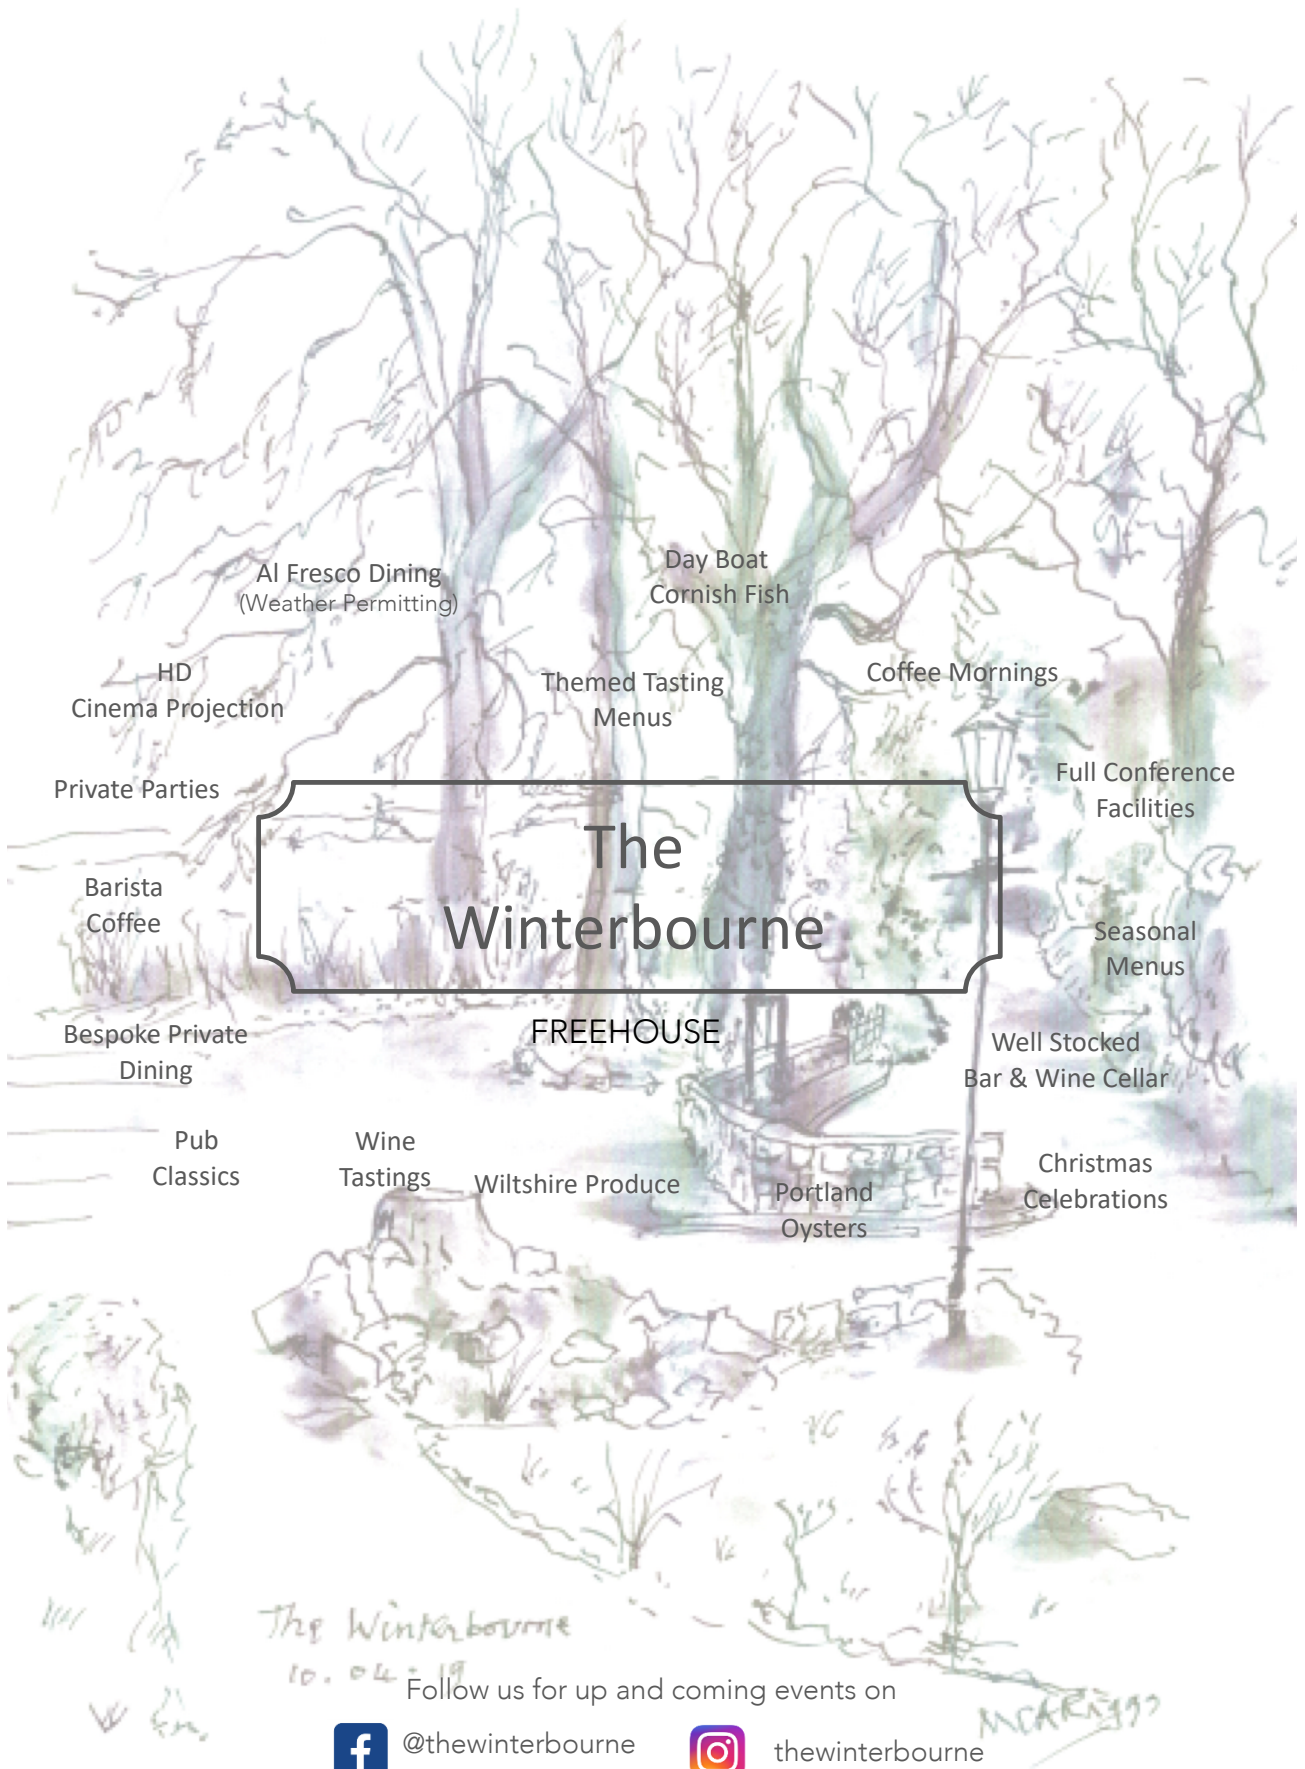 Day Boat
Cornish Fish
Al Fresco Dining
(Weather Permitting)
HD
Cinema Projection
Themed Tasting
Menus
Coffee Mornings
Private Parties
Full Conference
Facilities
The
Winterbourne
Barista
Coffee
Seasonal
Menus
FREEHOUSE
Bespoke Private
Dining
Well Stocked
Bar & Wine Cellar
Pub
Classics
Wine
Tastings
Wiltshire Produce
Portland
Oysters
Christmas
Celebrations
The Winterbourne
10.04.19
Follow us for up and coming events on
@thewinterbourne
thewinterbourne